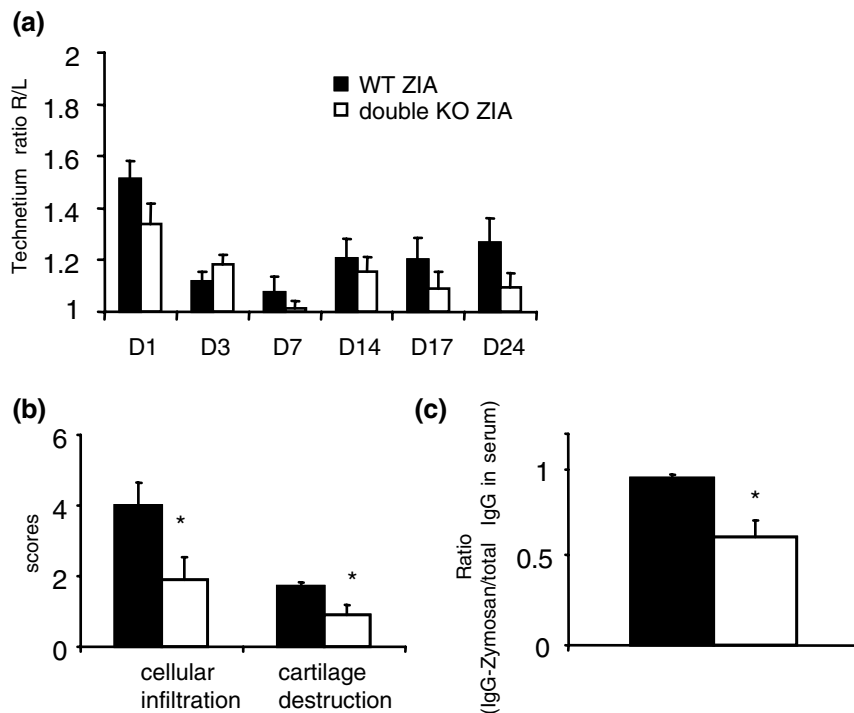 (a)
Technetium ratio R/L
2
1.8
1.6
1.4
1.2
1
WT ZIA
double KO ZIA
D1 D3 D7 D14 D17 D24
(b)
scores
6
4
2
0
*
*
cellular
infiltration
cartilage
destruction
(c)
Ratio
(IgG-Zymosan/total IgG in serum)
1
0.5
0
*